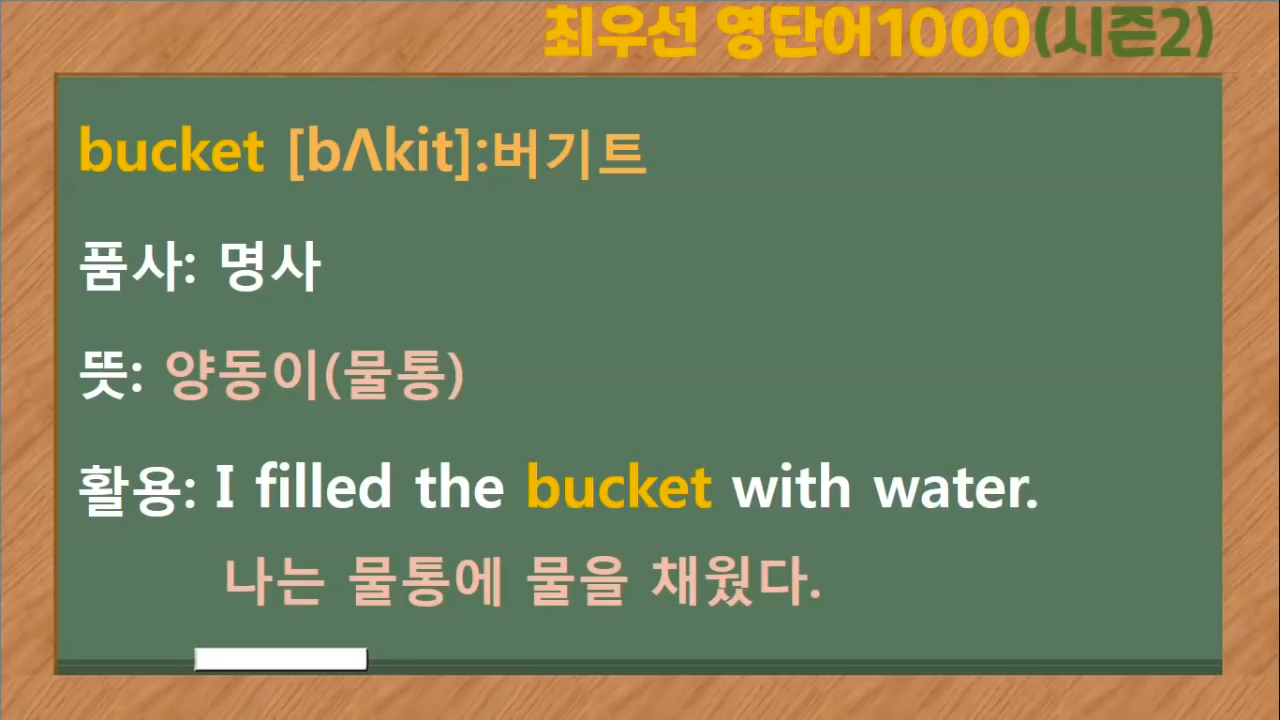 최우선 영단어1000(시즌2)
bucket [bΛkit]:버기트
품사: 명사
뜻: 양동이(물통)
활용: I filled the bucket with water.
나는 물통에 물을 채웠다.